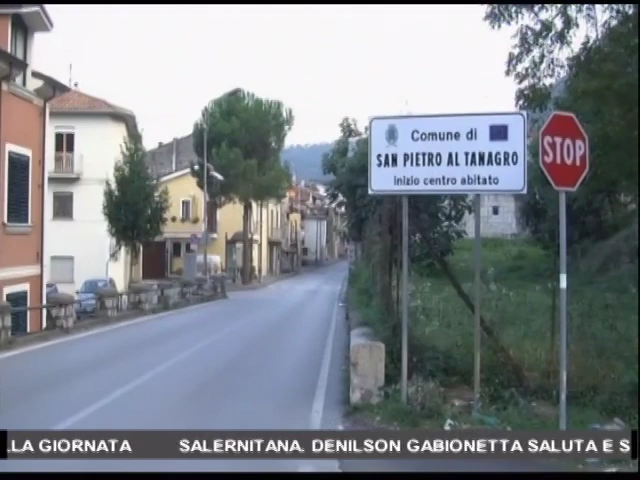 Comune di
SAN PIETRO AL TANAGRO
inizio centro abitato
STOP
.LA GIORNATA SALERNITANA. DENILSON GABIONETTA SALUTA E S